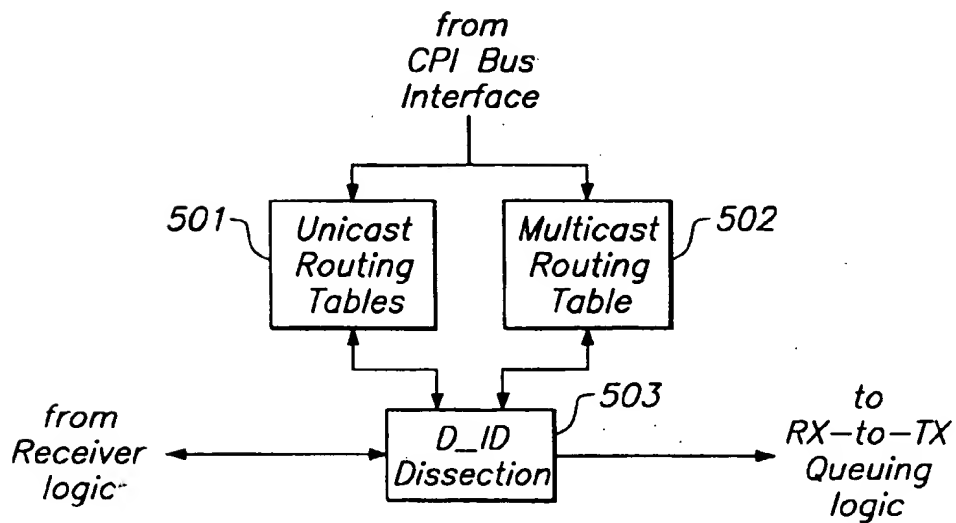 from
CPI Bus
Interface
501
Unicast
Routing
Tables
Multicast
Routing
Table
502
503
from
Receiver
logic
D_ID
Dissection
to
RX-to-TX
Queuing
logic